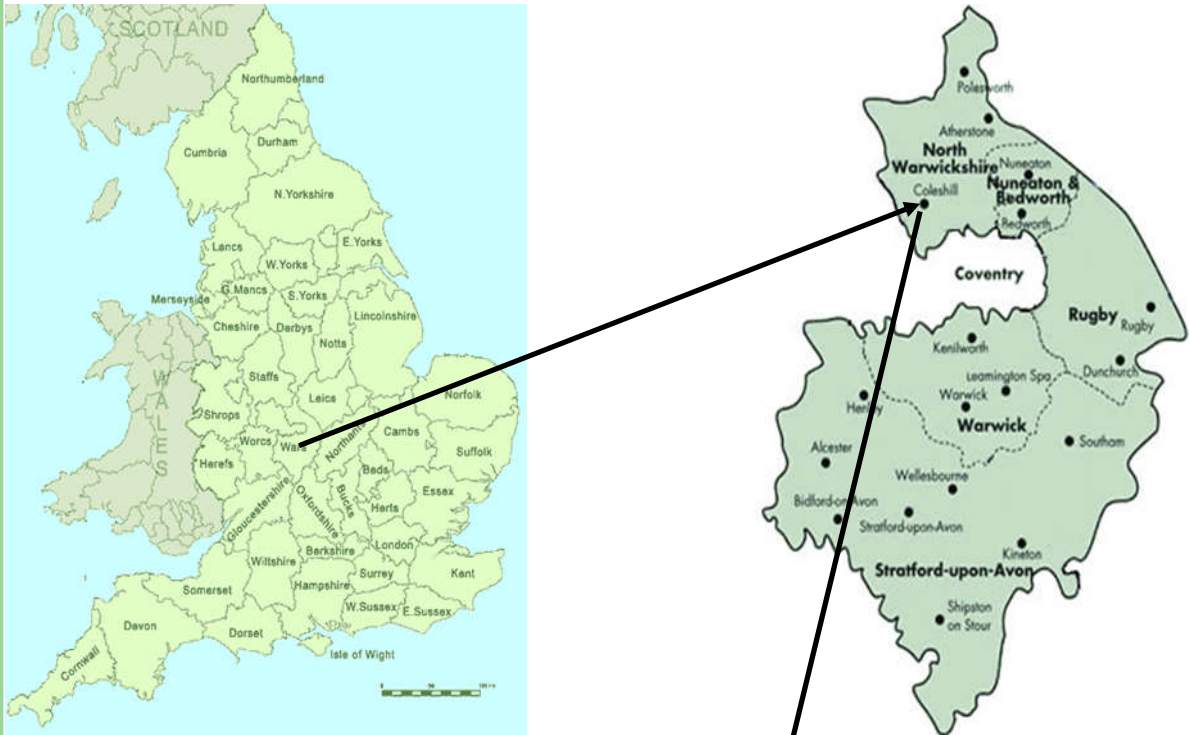 SCOTLAND
Northumberland
Cumbria
Durham
N.Yorkshire
Lancs
E.Yorks
W.Yorks
G.Mancs
S.Yorks
Merseyside
Lincolnshire
Cheshire
Darbys
Notts
WALES
Staffs
Leics
Norfolk
Shrops
Northants
Cambs
Worcs
Wars
Suffolk
Herefs
Beds
Gloucestershire
Oxfordshire
Bucks
Essex
Herts
London
Berkshire
Wiltshire
Surrey
Kent
Somerset
Hampshire
W.Sussex
E.Sussex
Devon
Dorset
Cornwall
Isle of Wight
Polesworth
Atherstone
North
Warwickshire
Nuneaton
Nuneaton &
Bedworth
Coleshill
Bedworth
Coventry
Rugby
Rugby
Kenilworth
Dunchurch
Leamington Spa
Henley
Warwick
Warwick
Southam
Alcester
Wellesbourne
Bidford-on-Avon
Stratford-upon-Avon
Kineton
Stratford-upon-Avon
Shipston
on Stour